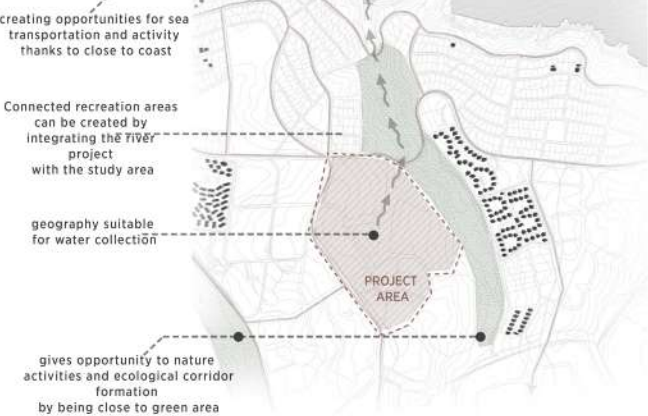 creating opportunities for sea
transportation and activity
thanks to close to coast
Connected recreation areas
can be created by
integrating the river
project
with the study area
geography suitable
for water collection
PROJECT
AREA
gives opportunity to nature
activities and ecological corridor
formation
by being close to green area